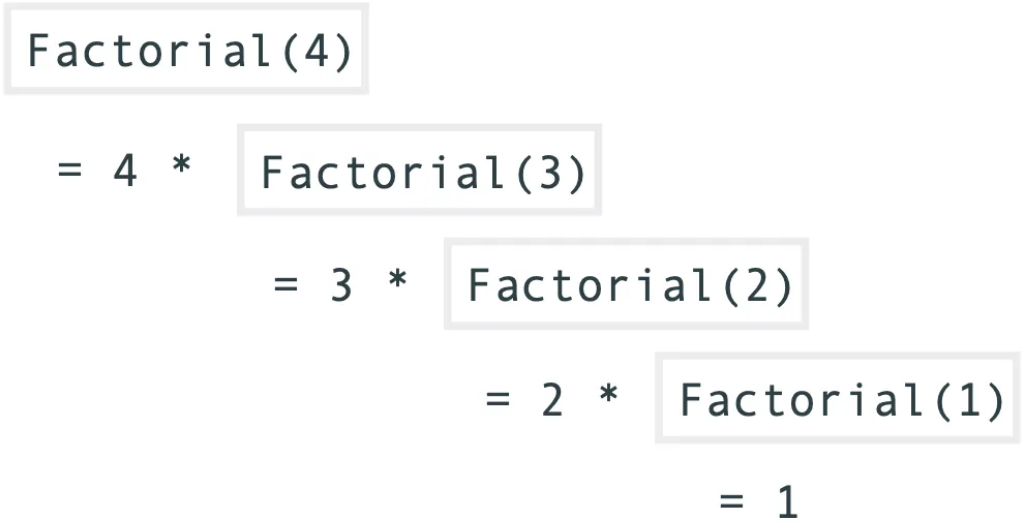 Factorial(4)
= 4 * Factorial(3)
= 3 * Factorial(2)
= 2 * Factorial(1)
= 1